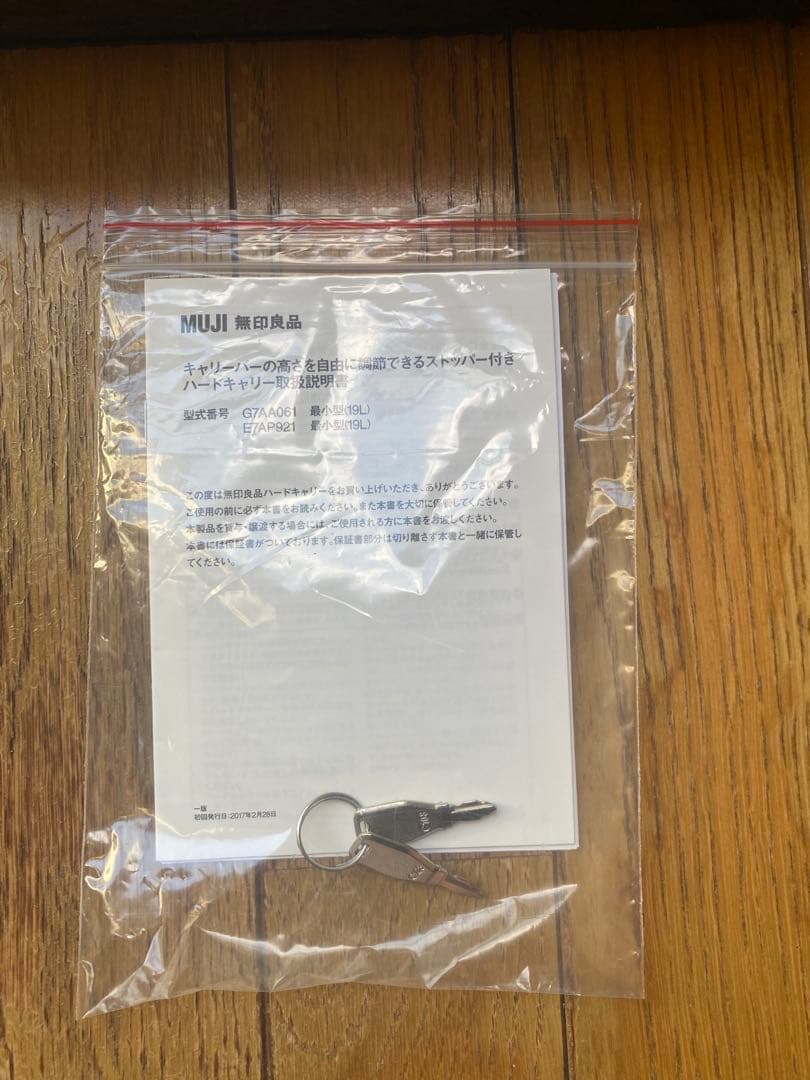 MUJI 無印良品
キャリーバーの高さを自由に調節できるストッパー付き
ハードキャリー取扱説明書
型式番号 G7AA061 最小型(19L)
E7AP921 最小型(19L)
この度は無印良品ハードキャリーをお買い上げいただき、ありがとうございます。
ご使用の前に必ず本書をお読みください。また本書を大切に保管してください。
本製品を貸与・譲渡する場合には、ご使用される方に本書をお渡しください。
本書には保証書がついております。保証書部分は切り離さず本書と一緒に保管し
てください。
一版
初回発行日:2017年2月28日